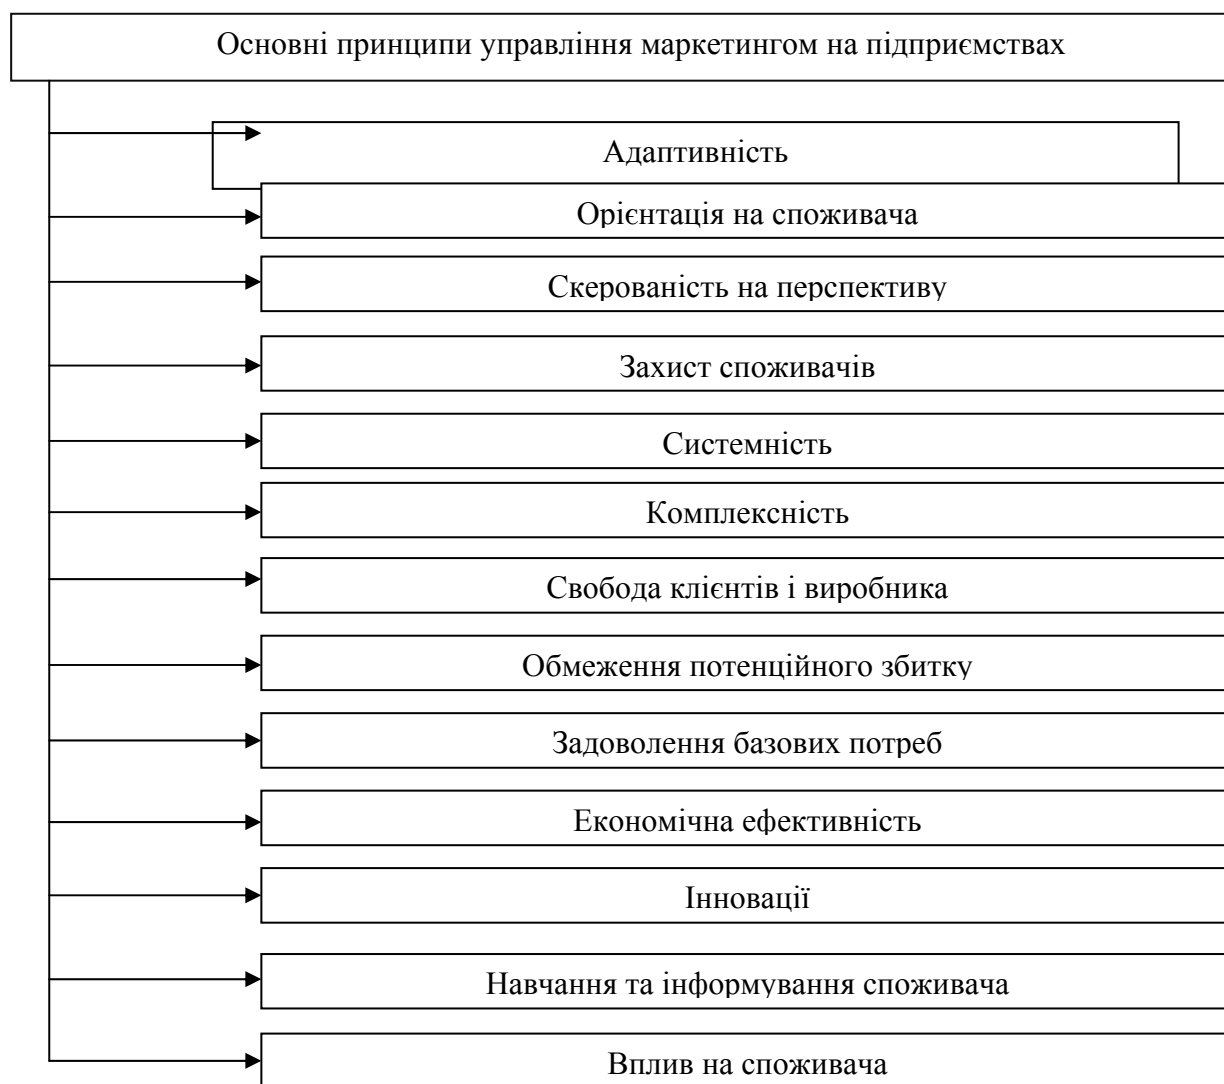 Основні принципи управління маркетингом на підприємствах
Адаптивність
Орієнтація на споживача
Скерованість на перспективу
Захист споживачів
Системність
Комплексність
Свобода клієнтів і виробника
Обмеження потенційного збитку
Задоволення базових потреб
Економічна ефективність
Інновації
Навчання та інформування споживача
Вплив на споживача